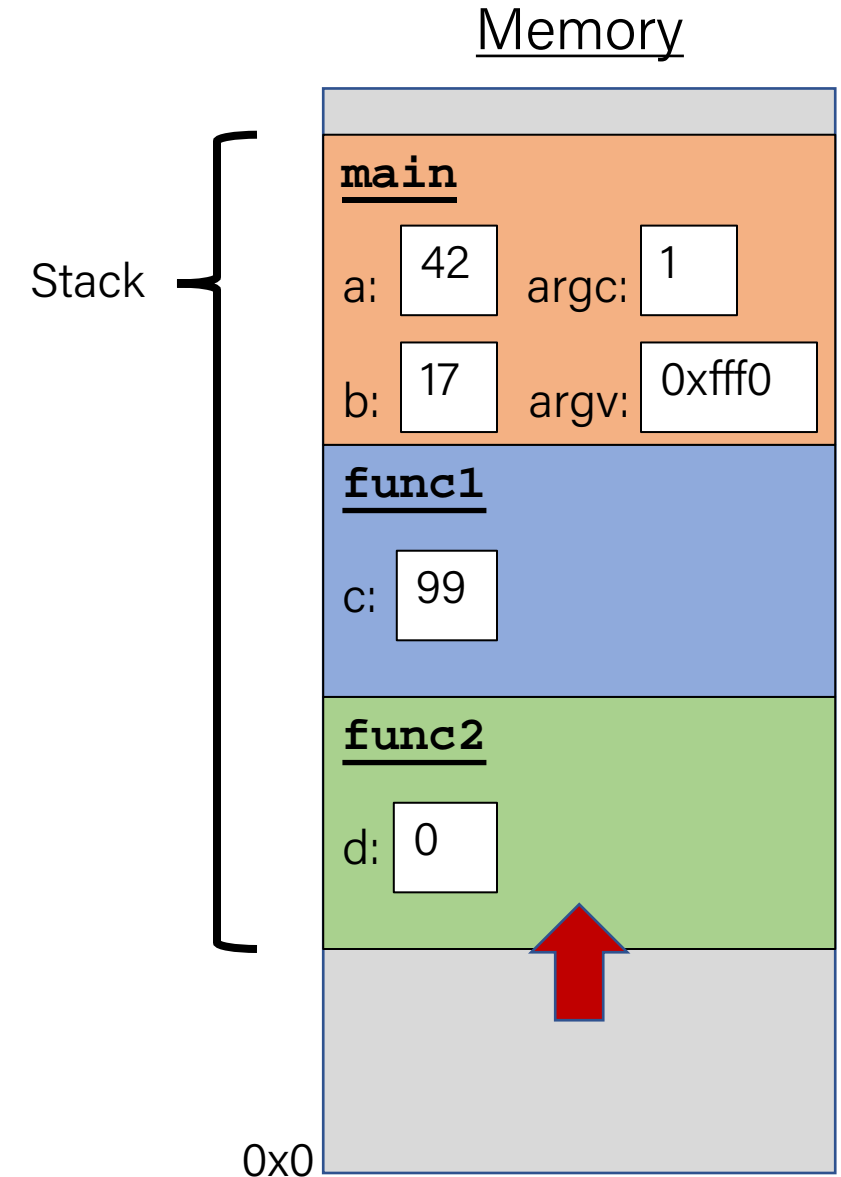 Memory
main
Stack
a: 42 argc: 1
b: 17 argv: 0xfff0
func1
c: 99
func2
d: 0
0x0